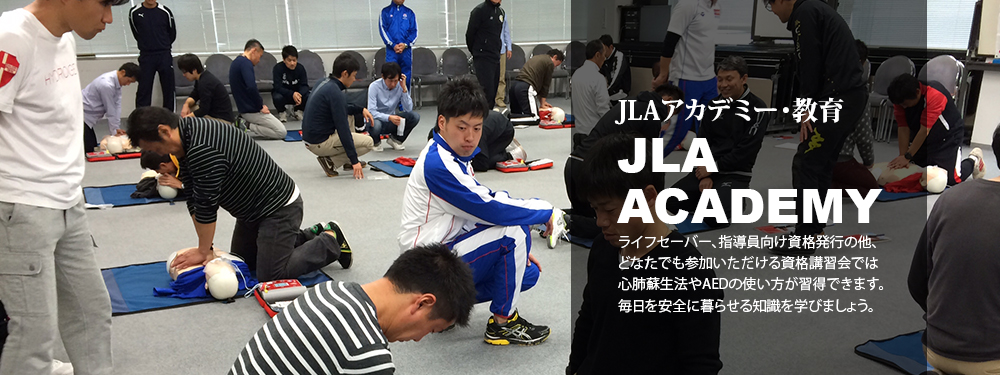 JLAアカデミー・教育
JLA
ACADEMY
ライフセーバー、指導員向け資格発行の他、
どなたでも参加いただける資格講習会では
心肺蘇生法やAEDの使い方が習得できます。
毎日を安全に暮らせる知識を学びましょう。